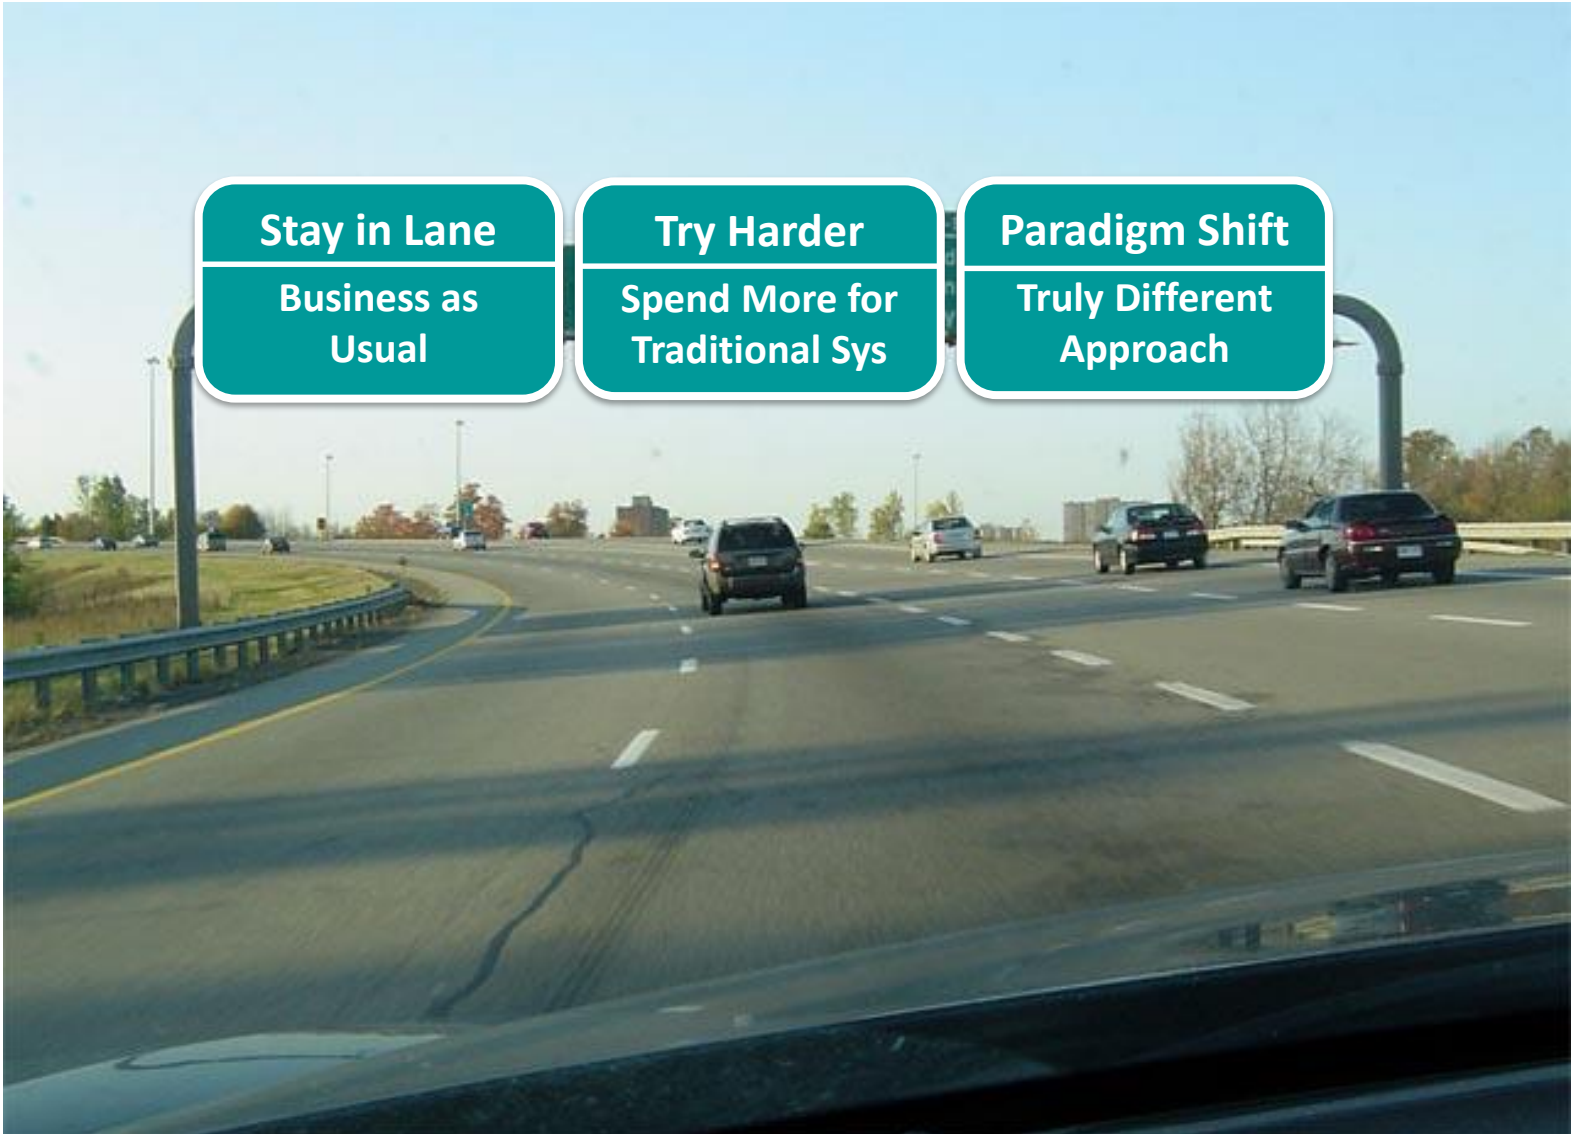 Stay in Lane
Business as
Usual
Try Harder
Spend More for
Traditional Sys
Paradigm Shift
Truly Different
Approach